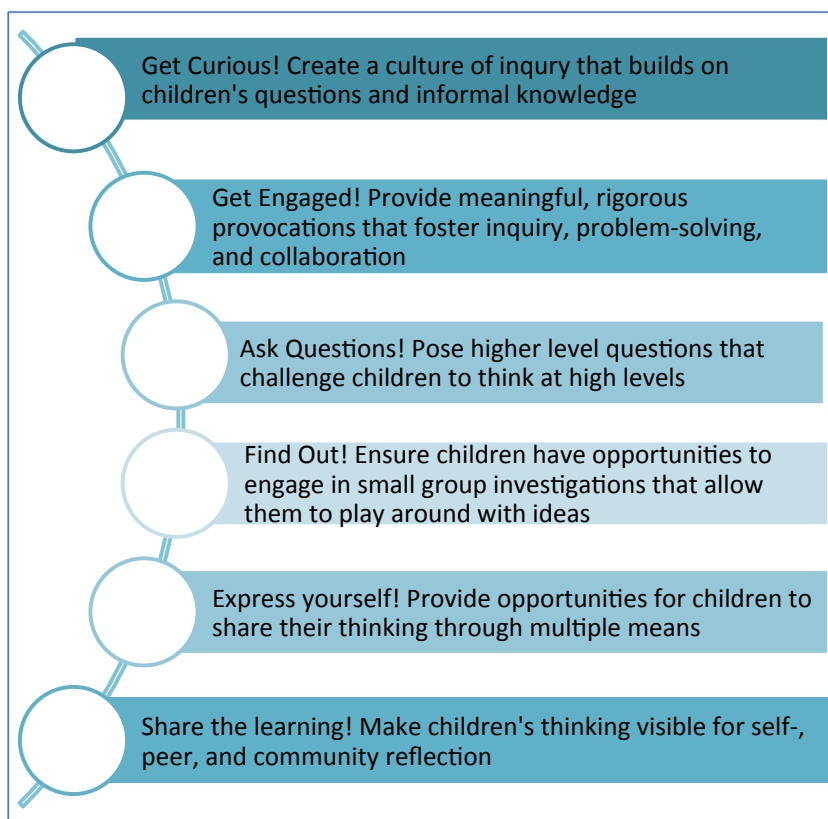 Get Curious! Create a culture of inqury that builds on
children's questions and informal knowledge
Get Engaged! Provide meaningful, rigorous
provocations that foster inquiry, problem-solving,
and collaboration
Ask Questions! Pose higher level questions that
challenge children to think at high levels
Find Out! Ensure children have opportunities to
engage in small group investigations that allow
them to play around with ideas
Express yourself! Provide opportunities for children to
share their thinking through multiple means
Share the learning! Make children's thinking visible for self-,
peer, and community reflection